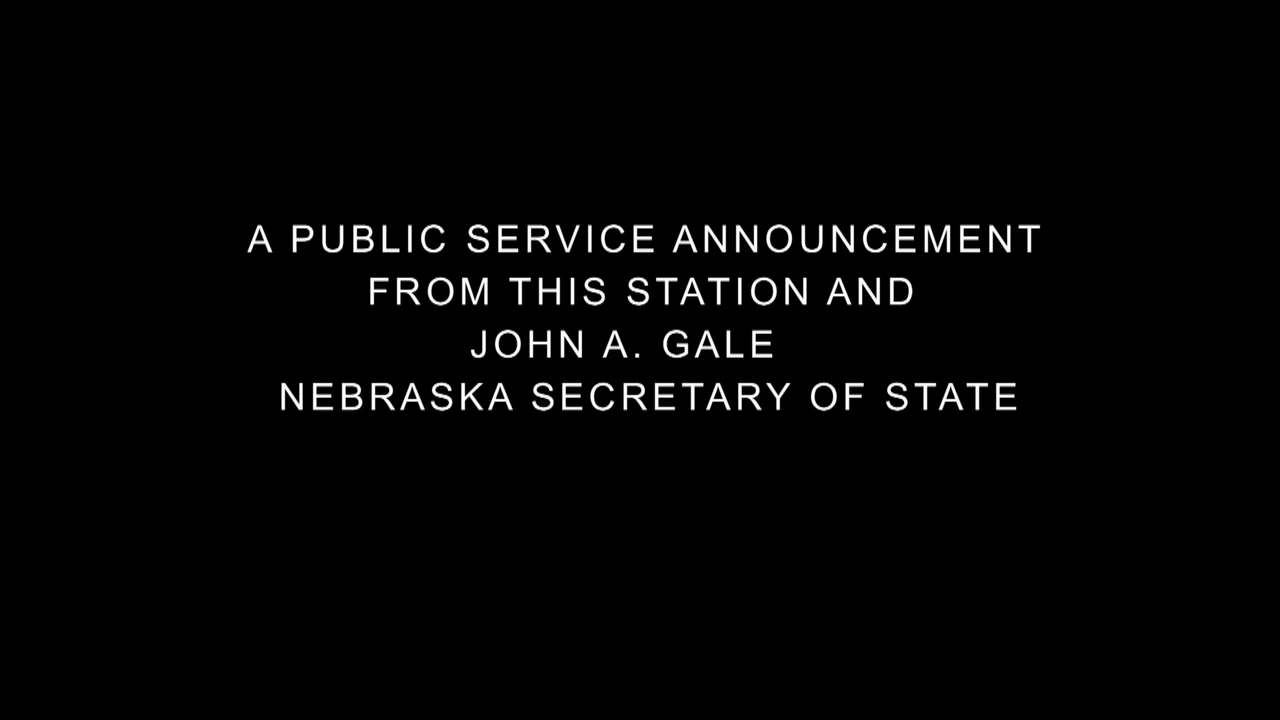 A PUBLIC SERVICE ANNOUNCEMENT
FROM THIS STATION AND
JOHN A. GALE
NEBRASKA SECRETARY OF STATE